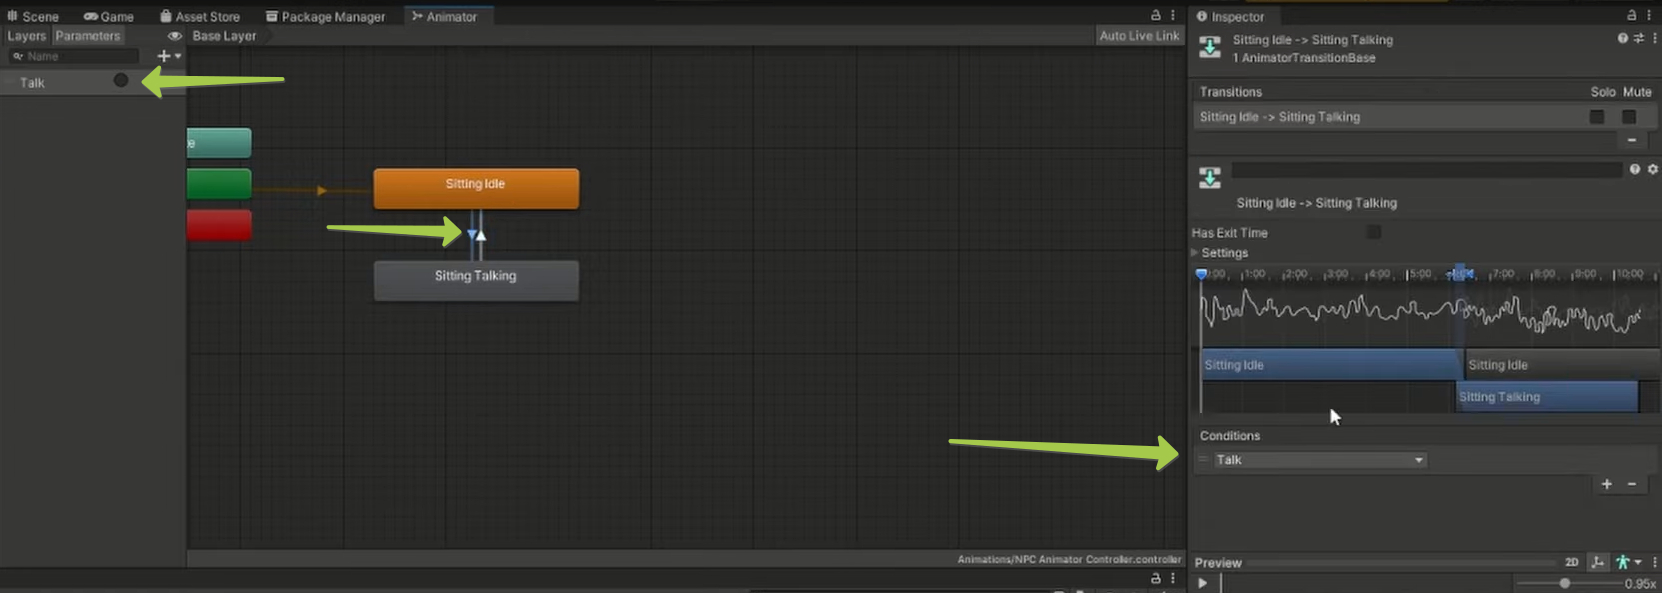 Scene
Game
Asset Store
Package Manager
Animator
Layers
Parameters
Base Layer
Auto Live Link
Name
Talk
e
Sitting Idle
Sitting Talking
Animations/NPC Animator Controller.controller
Inspector
Sitting Idle -> Sitting Talking
1 AnimatorTransitionBase
Transitions
Solo Mute
Sitting Idle -> Sitting Talking
Sitting Idle -> Sitting Talking
Has Exit Time
Settings
1:00 2:00 3:00 4:00 5:00 7:00 8:00 9:00 10:00
Sitting Idle
Sitting Idle
Sitting Talking
Conditions
Talk
Preview
2D
0.95x